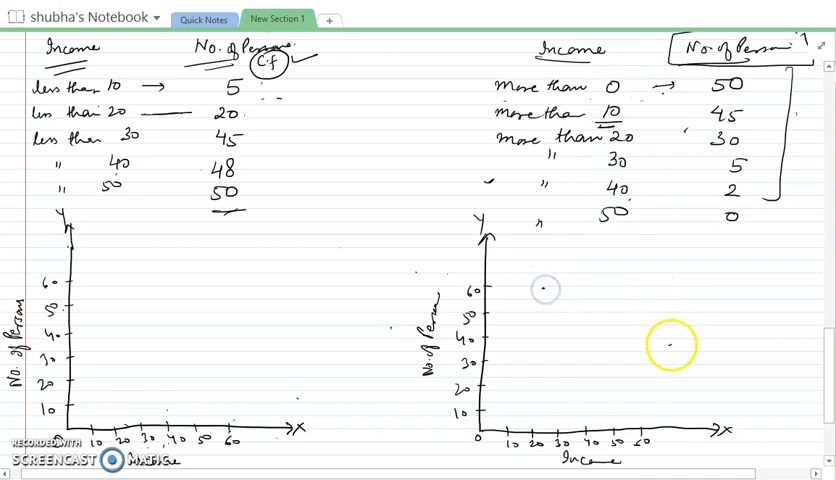 shubha's Notebook
Quick Notes
New Section 1
Income No. of Persons
C.f
less than 10 → 5
less than 20 — 20
less than 30 45
" 40 48
" 50 50
Y
60
50
40
30
20
10
No. of Person
0 10 20 30 40 50 60 X
Income
Income No. of Person
more than 0 → 50
more than 10 45
more than 20 30
" 30 5
" 40 2
" 50 0
Y
60
50
40
30
20
10
No. of Person
0 10 20 30 40 50 60 X
Income
RECORDED WITH
SCREENCAST MATIC